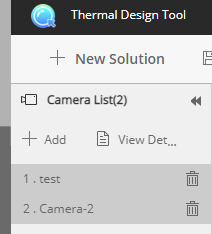 Thermal Design Tool
New Solution
Camera List(2)
Add View Det...
1 . test
2 . Camera-2